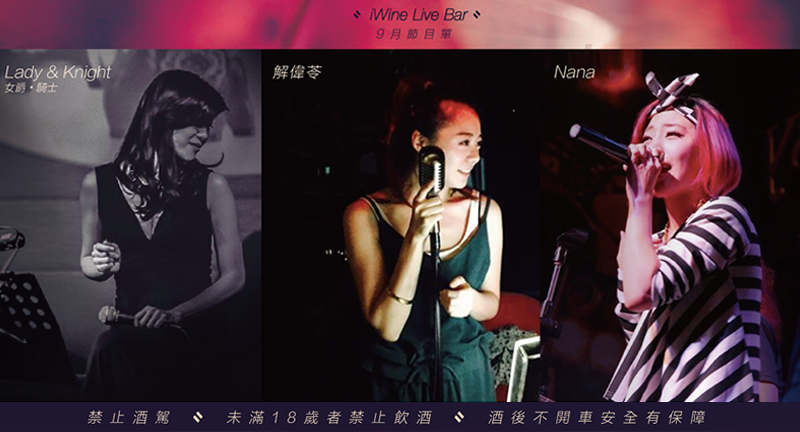 iWine Live Bar
9月節目單
Lady & Knight
女爵・騎士
解偉苓
Nana
禁止酒駕 未滿18歲者禁止飲酒 酒後不開車安全有保障